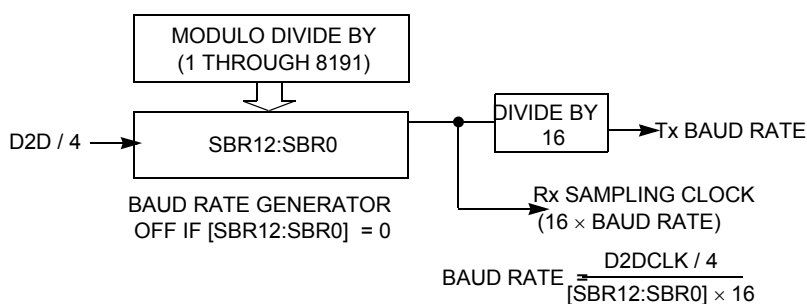 MODULO DIVIDE BY
(1 THROUGH 8191)
D2D / 4
SBR12:SBR0
DIVIDE BY
16
Tx BAUD RATE
BAUD RATE GENERATOR
OFF IF [SBR12:SBR0] = 0
Rx SAMPLING CLOCK
(16 × BAUD RATE)
BAUD RATE =
D2DCLK / 4
[SBR12:SBR0] × 16